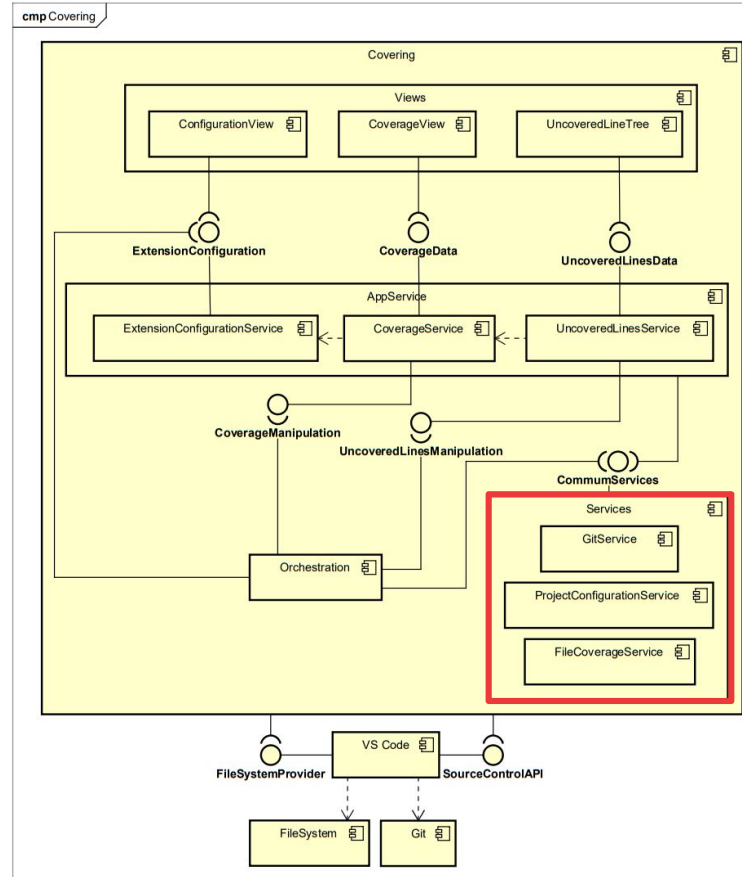 cmp Covering
Covering
Views
ConfigurationView
CoverageView
UncoveredLineTree
ExtensionConfiguration
CoverageData
UncoveredLinesData
AppService
ExtensionConfigurationService
CoverageService
UncoveredLinesService
CoverageManipulation
UncoveredLinesManipulation
CommumServices
Services
GitService
Orchestration
ProjectConfigurationService
FileCoverageService
VS Code
FileSystemProvider
SourceControlAPI
FileSystem
Git